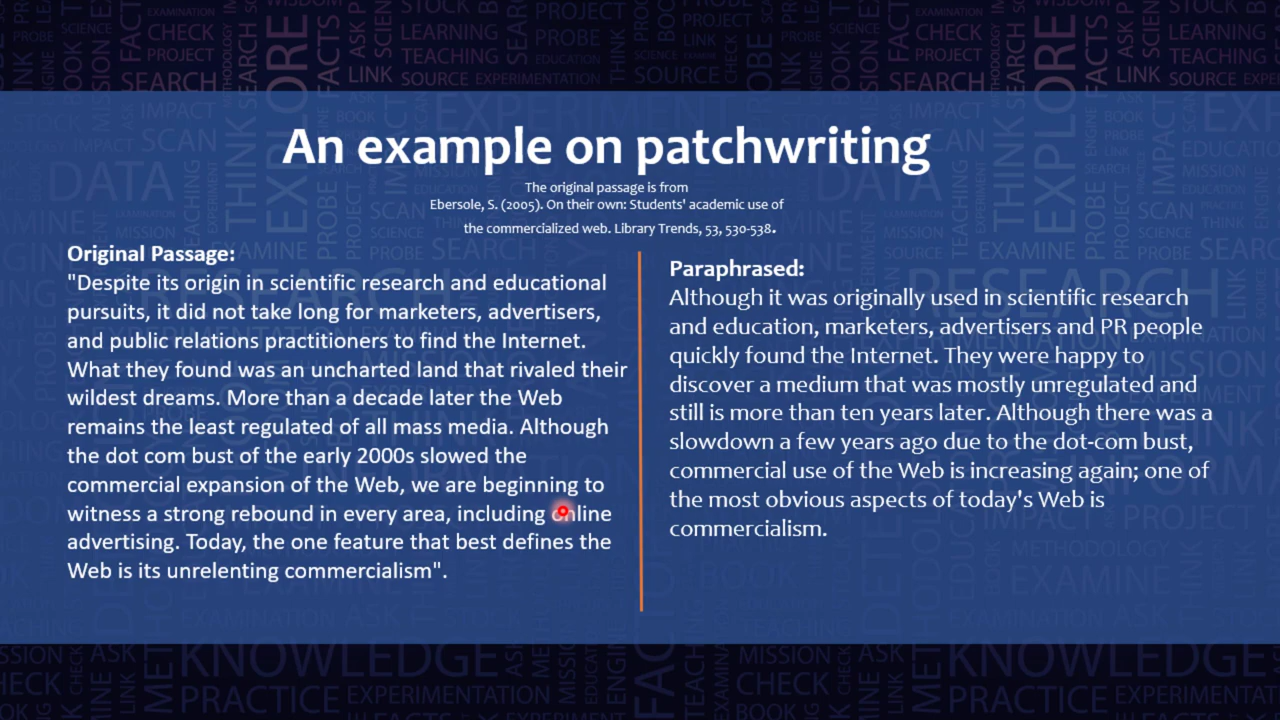 An example on patchwriting
The original passage is from
Ebersole, S. (2005). On their own: Students' academic use of
the commercialized web. Library Trends, 53, 530-538.
Original Passage:
"Despite its origin in scientific research and educational
pursuits, it did not take long for marketers, advertisers,
and public relations practitioners to find the Internet.
What they found was an uncharted land that rivaled their
wildest dreams. More than a decade later the Web
remains the least regulated of all mass media. Although
the dot com bust of the early 2000s slowed the
commercial expansion of the Web, we are beginning to
witness a strong rebound in every area, including online
advertising. Today, the one feature that best defines the
Web is its unrelenting commercialism".
Paraphrased:
Although it was originally used in scientific research
and education, marketers, advertisers and PR people
quickly found the Internet. They were happy to
discover a medium that was mostly unregulated and
still is more than ten years later. Although there was a
slowdown a few years ago due to the dot-com bust,
commercial use of the Web is increasing again; one of
the most obvious aspects of today's Web is
commercialism.